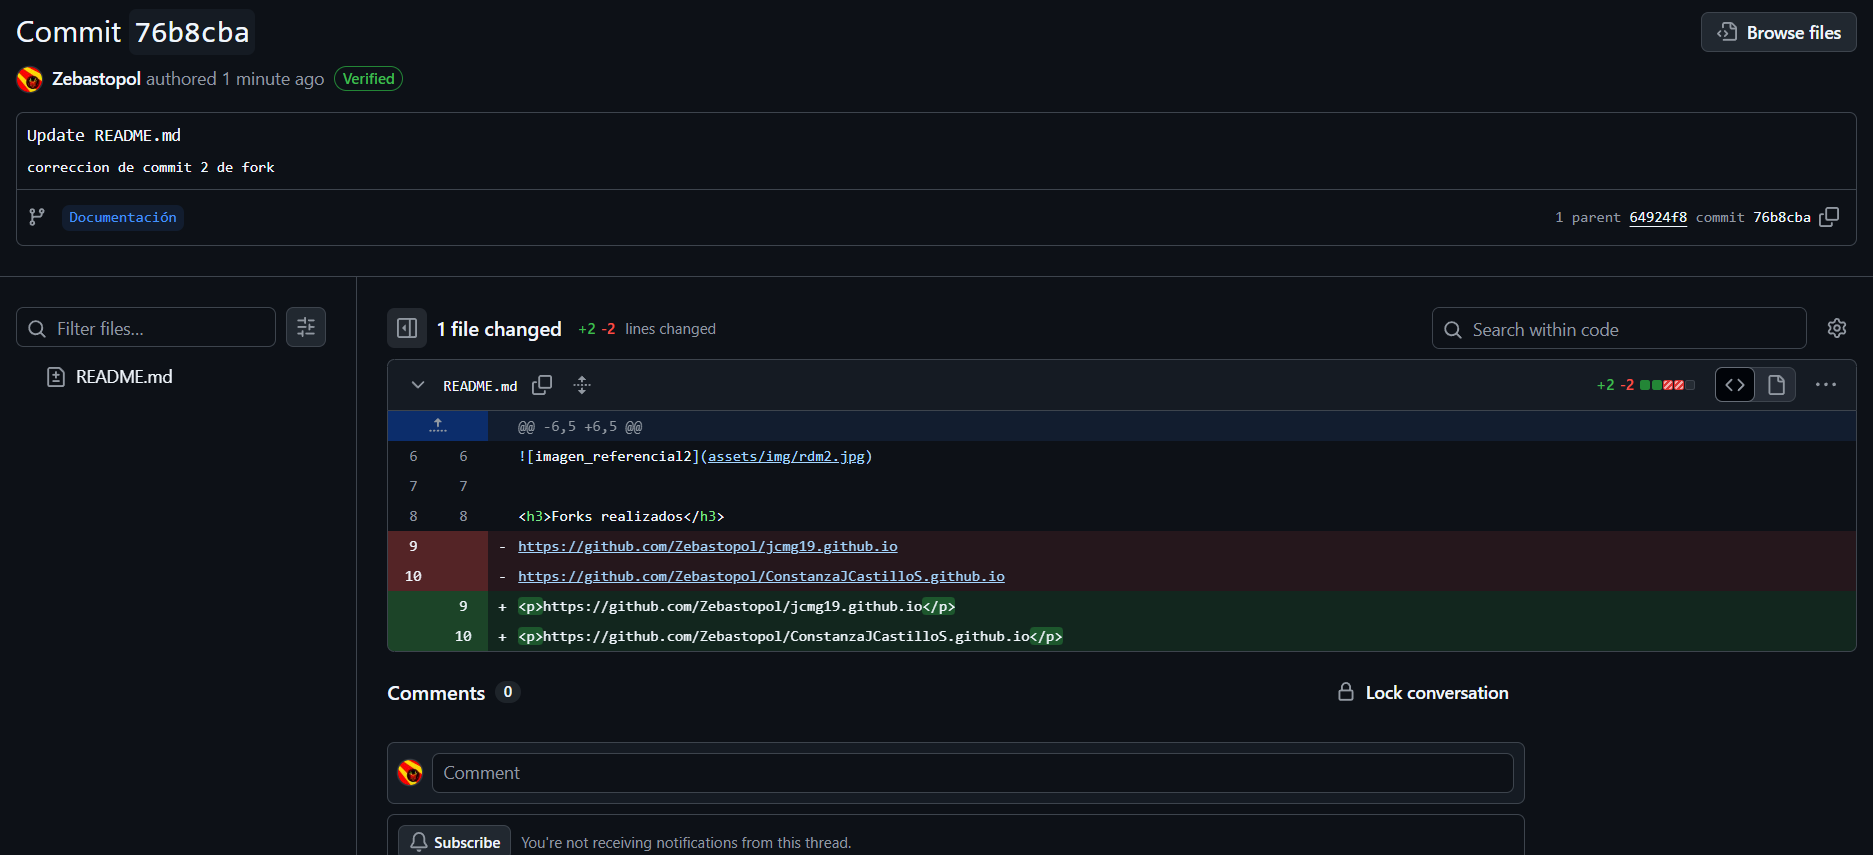 Commit 76b8cba
Browse files
Zebastopol authored 1 minute ago Verified
Update README.md
correccion de commit 2 de fork
Documentación
1 parent 64924f8 commit 76b8cba
Filter files...
README.md
1 file changed +2 -2 lines changed
Search within code
README.md
+2 -2
@@ -6,5 +6,5 @@
6 6 ![imagen_referencial2](assets/img/rdm2.jpg)
7 7
8 8 <h3>Forks realizados</h3>
9 - https://github.com/Zebastopol/jcmg19.github.io
10 - https://github.com/Zebastopol/ConstanzaJCastilloS.github.io
9 + <p>https://github.com/Zebastopol/jcmg19.github.io</p>
10 + <p>https://github.com/Zebastopol/ConstanzaJCastilloS.github.io</p>
Comments 0
Lock conversation
Comment
Subscribe You're not receiving notifications from this thread.